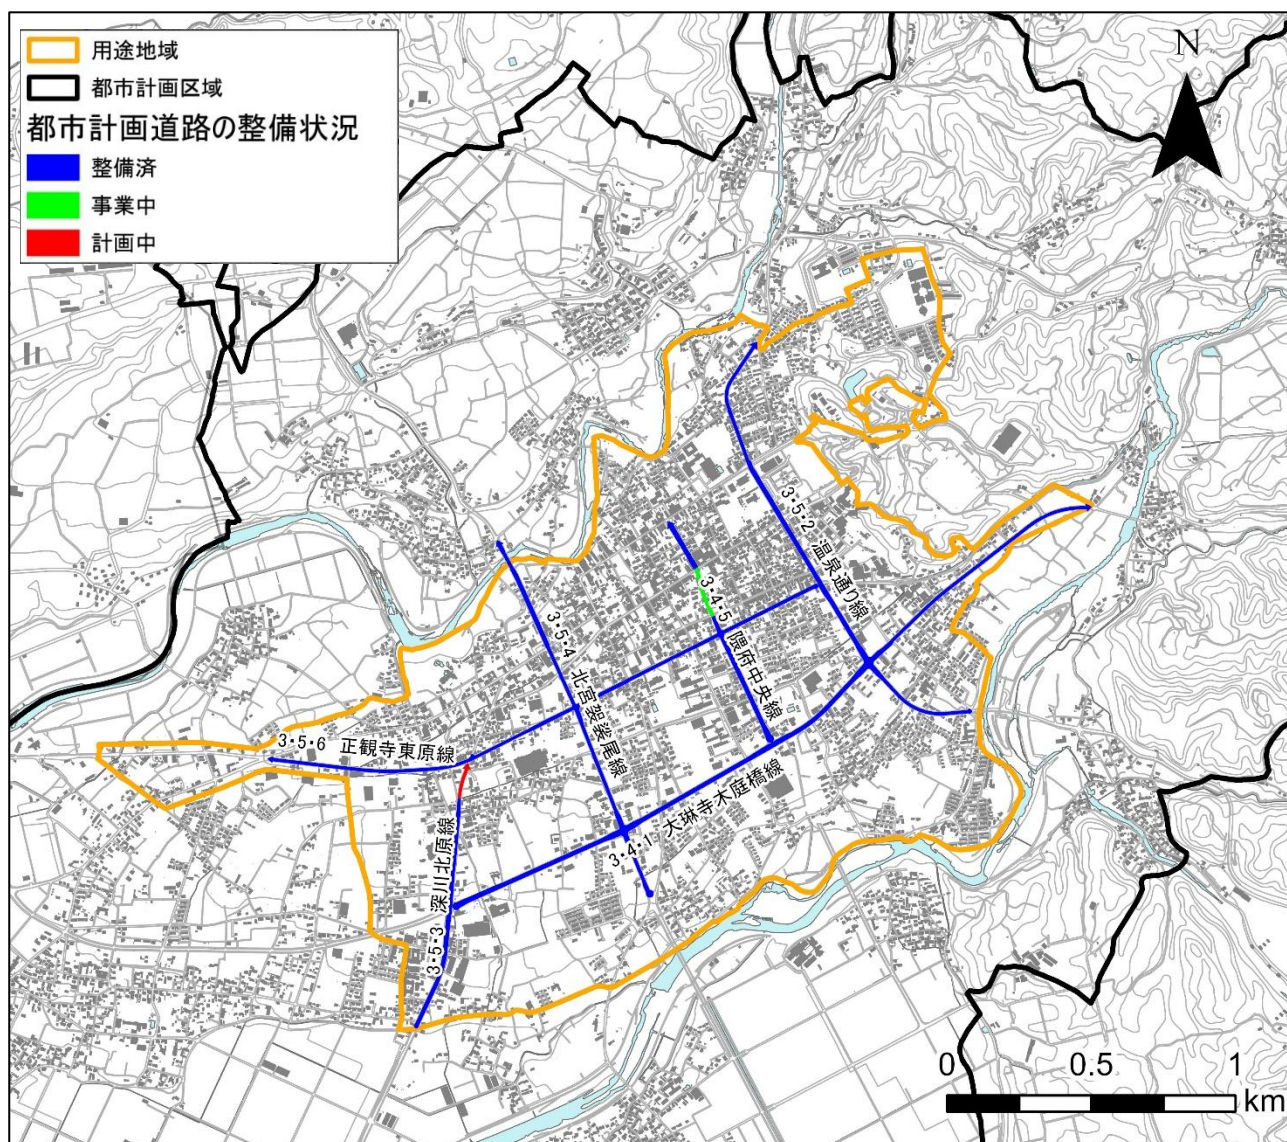 用途地域
都市計画区域
都市計画道路の整備状況
整備済
事業中
計画中
N
3・5・2 温泉通り線
3・4・5 隈府中央線
3・5・4 北宮袈裟尾線
3・5・6 正観寺東原線
3・4・1 大琳寺木庭橋線
3・5・3 深川北原線
0 0.5 1
km